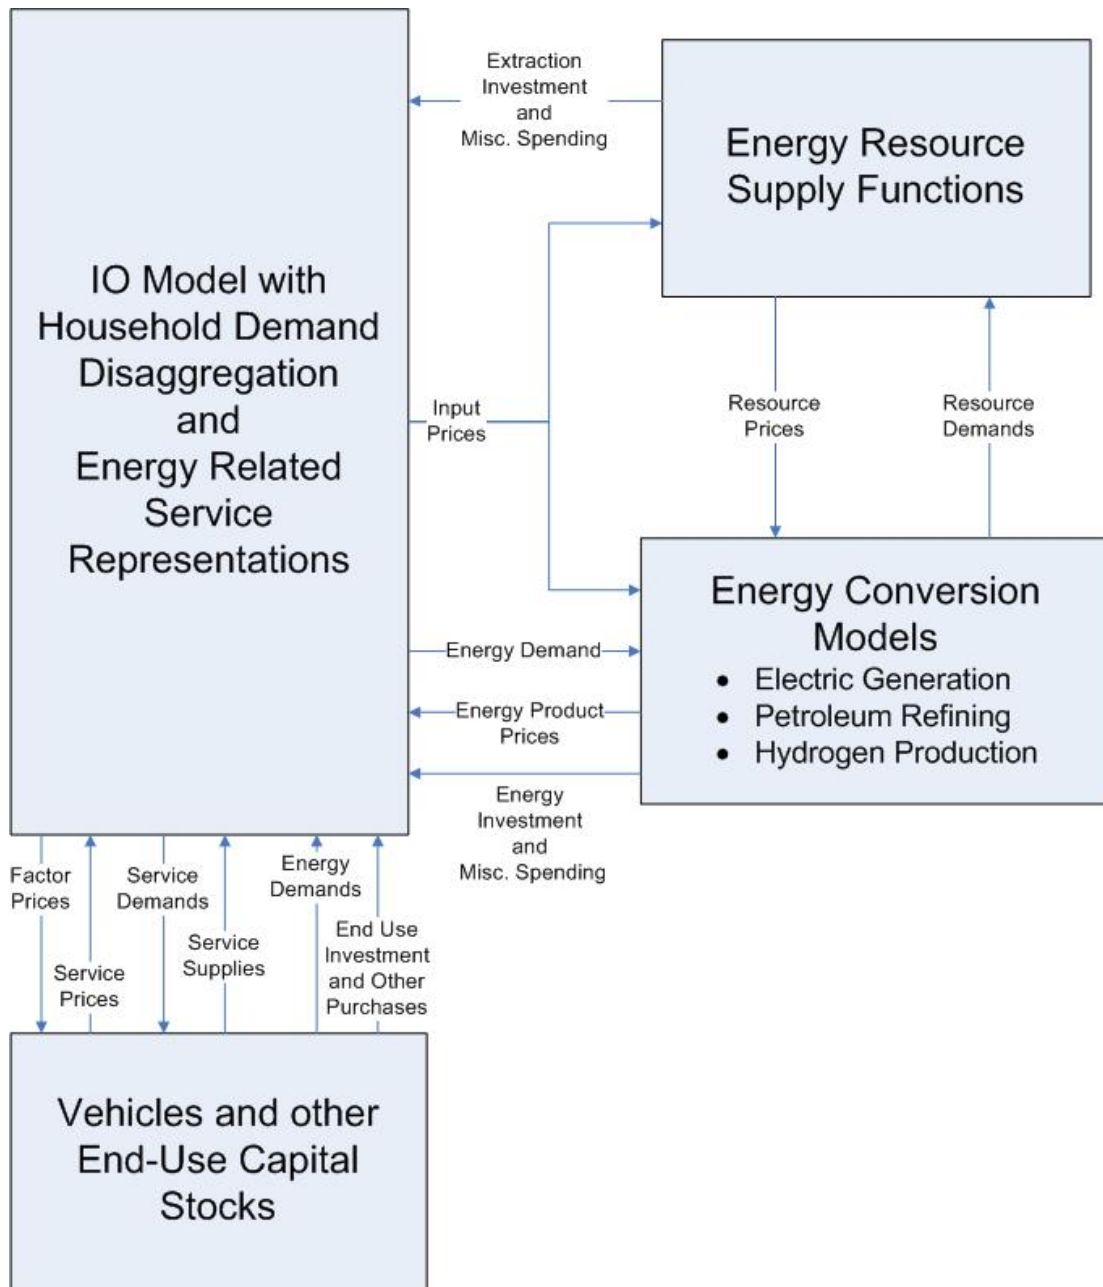 Extraction
Investment
and
Misc. Spending
Energy Resource
Supply Functions
IO Model with
Household Demand
Disaggregation
and
Energy Related
Service
Representations
Input
Prices
Resource
Prices
Resource
Demands
Energy Conversion
Models
• Electric Generation
• Petroleum Refining
• Hydrogen Production
Energy Demand
Energy Product
Prices
Energy
Investment
and
Misc. Spending
Factor
Prices
Service
Prices
Service
Demands
Service
Supplies
Energy
Demands
End Use
Investment
and Other
Purchases
Vehicles and other
End-Use Capital
Stocks